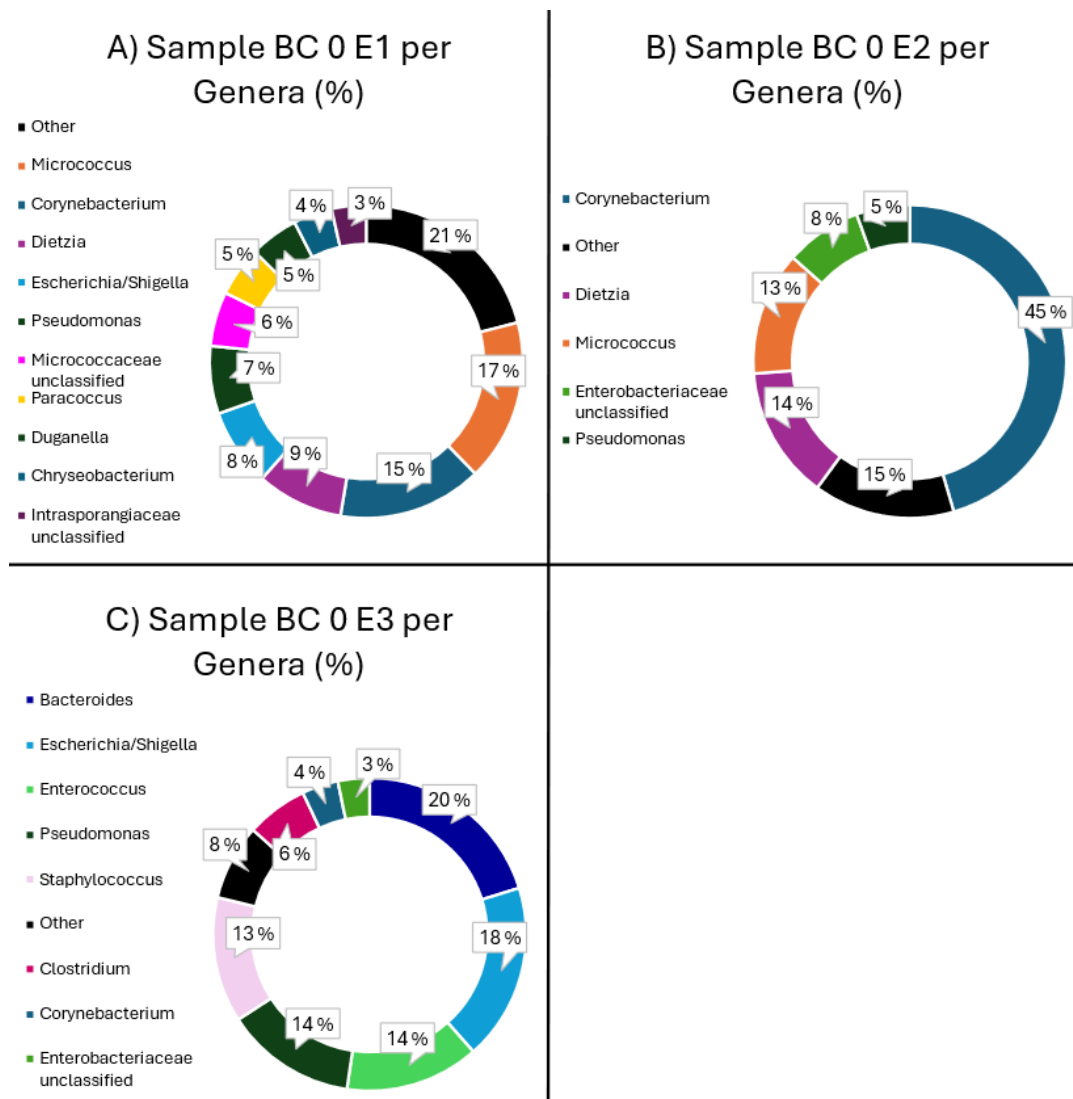 A) Sample BC 0 E1 per
Genera (%)
Other
Micrococcus
Corynebacterium
Dietzia
Escherichia/Shigella
Pseudomonas
Micrococcaceae
unclassified
Paracoccus
Duganella
Chryseobacterium
Intrasporangiaceae
unclassified
21 %
17 %
15 %
9 %
8 %
7 %
6 %
5 %
5 %
4 %
3 %
B) Sample BC 0 E2 per
Genera (%)
Corynebacterium
Other
Dietzia
Micrococcus
Enterobacteriaceae
unclassified
Pseudomonas
45 %
15 %
14 %
13 %
8 %
5 %
C) Sample BC 0 E3 per
Genera (%)
Bacteroides
Escherichia/Shigella
Enterococcus
Pseudomonas
Staphylococcus
Other
Clostridium
Corynebacterium
Enterobacteriaceae
unclassified
20 %
18 %
14 %
14 %
13 %
8 %
6 %
4 %
3 %